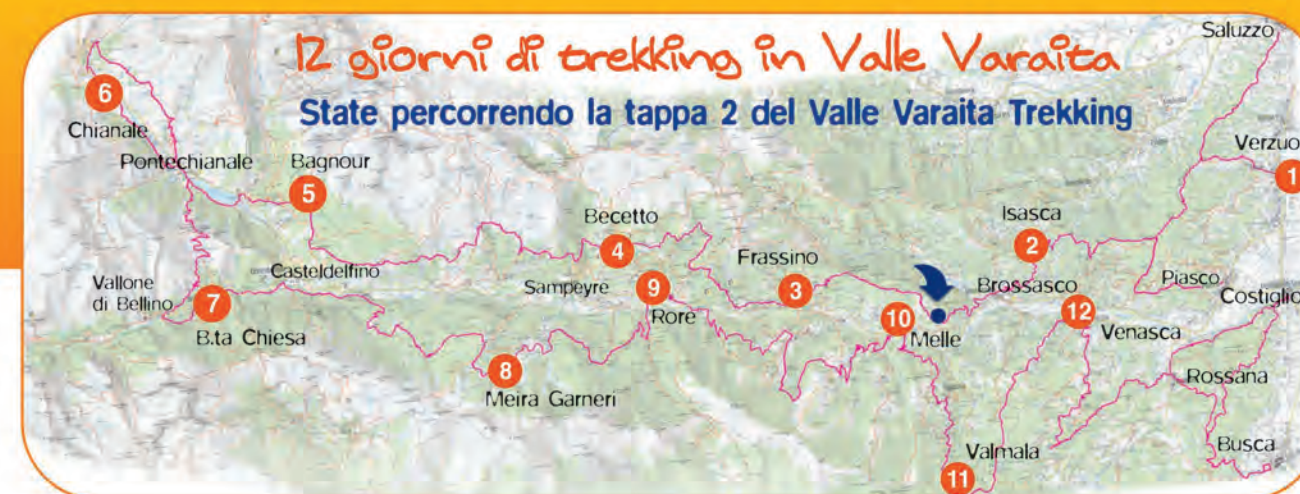 12 giorni di trekking in Valle Varaita
State percorrendo la tappa 2 del Valle Varaita Trekking
Saluzzo
Verzuo
1
6
Chianale
Pontechianale
Bagnour
5
Becetto
4
Isasca
2
Frassino
3
Vallone
di Bellino
7
Casteldelfino
Sampeyre
9
Rore
Brossasco
Piasco
Costiglio
12
Venasca
10
Melle
B.ta Chiesa
8
Meira Garneri
Rossana
Valmala
11
Busca